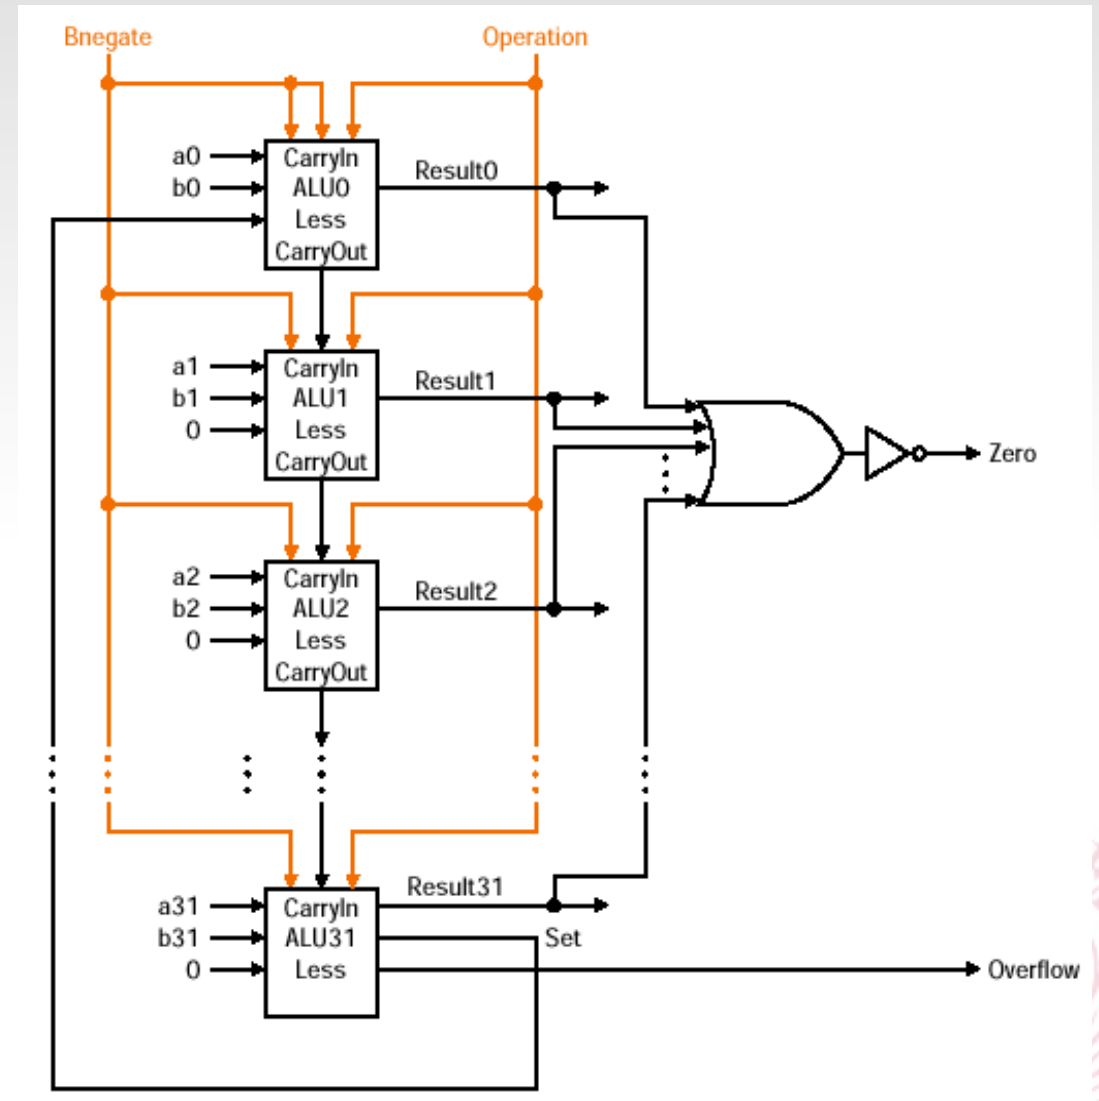 Bnegate
Operation
a0
b0
CarryIn
ALU0
Less
CarryOut
Result0
a1
b1
0
CarryIn
ALU1
Less
CarryOut
Result1
Zero
a2
b2
0
CarryIn
ALU2
Less
CarryOut
Result2
a31
b31
0
CarryIn
ALU31
Less
Result31
Set
Overflow